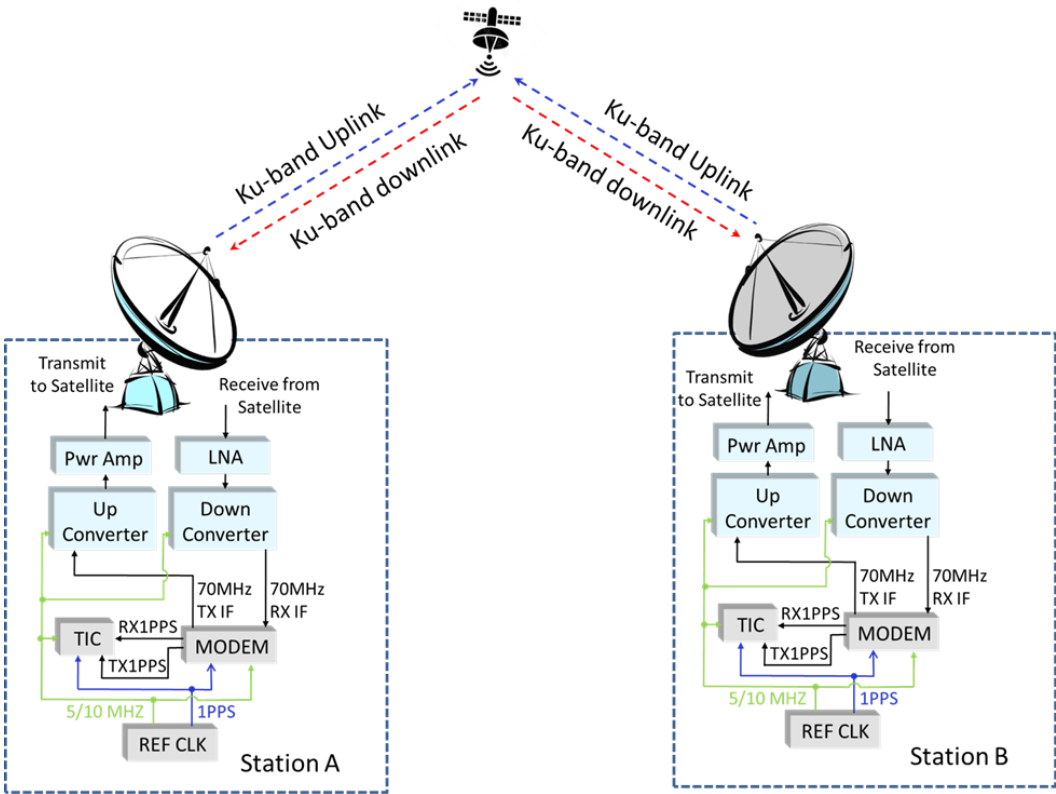 Ku-band Uplink
Ku-band downlink
Ku-band Uplink
Ku-band downlink
Transmit
to Satellite
Receive from
Satellite
Pwr Amp
LNA
Up
Converter
Down
Converter
70MHz
TX IF
70MHz
RX IF
TIC
RX1PPS
TX1PPS
MODEM
5/10 MHZ
1PPS
REF CLK
Station A
Transmit
to Satellite
Receive from
Satellite
Pwr Amp
LNA
Up
Converter
Down
Converter
70MHz
TX IF
70MHz
RX IF
TIC
RX1PPS
TX1PPS
MODEM
5/10 MHZ
1PPS
REF CLK
Station B